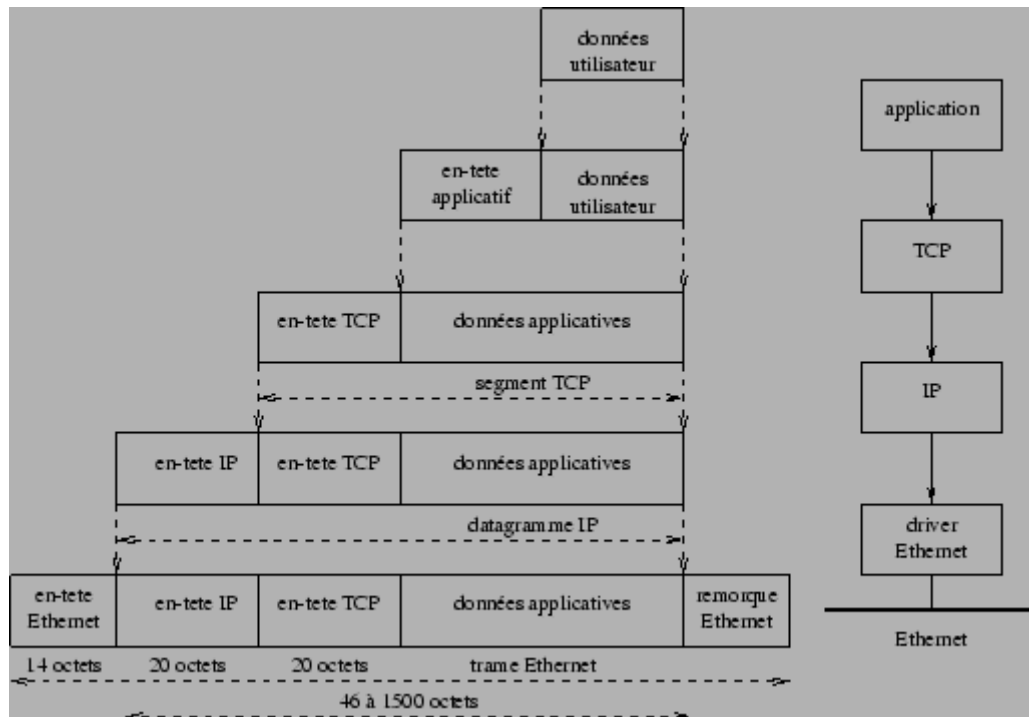 données
utilisateur
application
en-tete
applicatif
données
utilisateur
TCP
en-tete TCP
données applicatives
segment TCP
IP
en-tete IP
en-tete TCP
données applicatives
datagramme IP
driver
Ethernet
en-tete
Ethernet
en-tete IP
en-tete TCP
données applicatives
remorque
Ethernet
Ethernet
14 octets
20 octets
20 octets
trame Ethernet
46 à 1500 octets